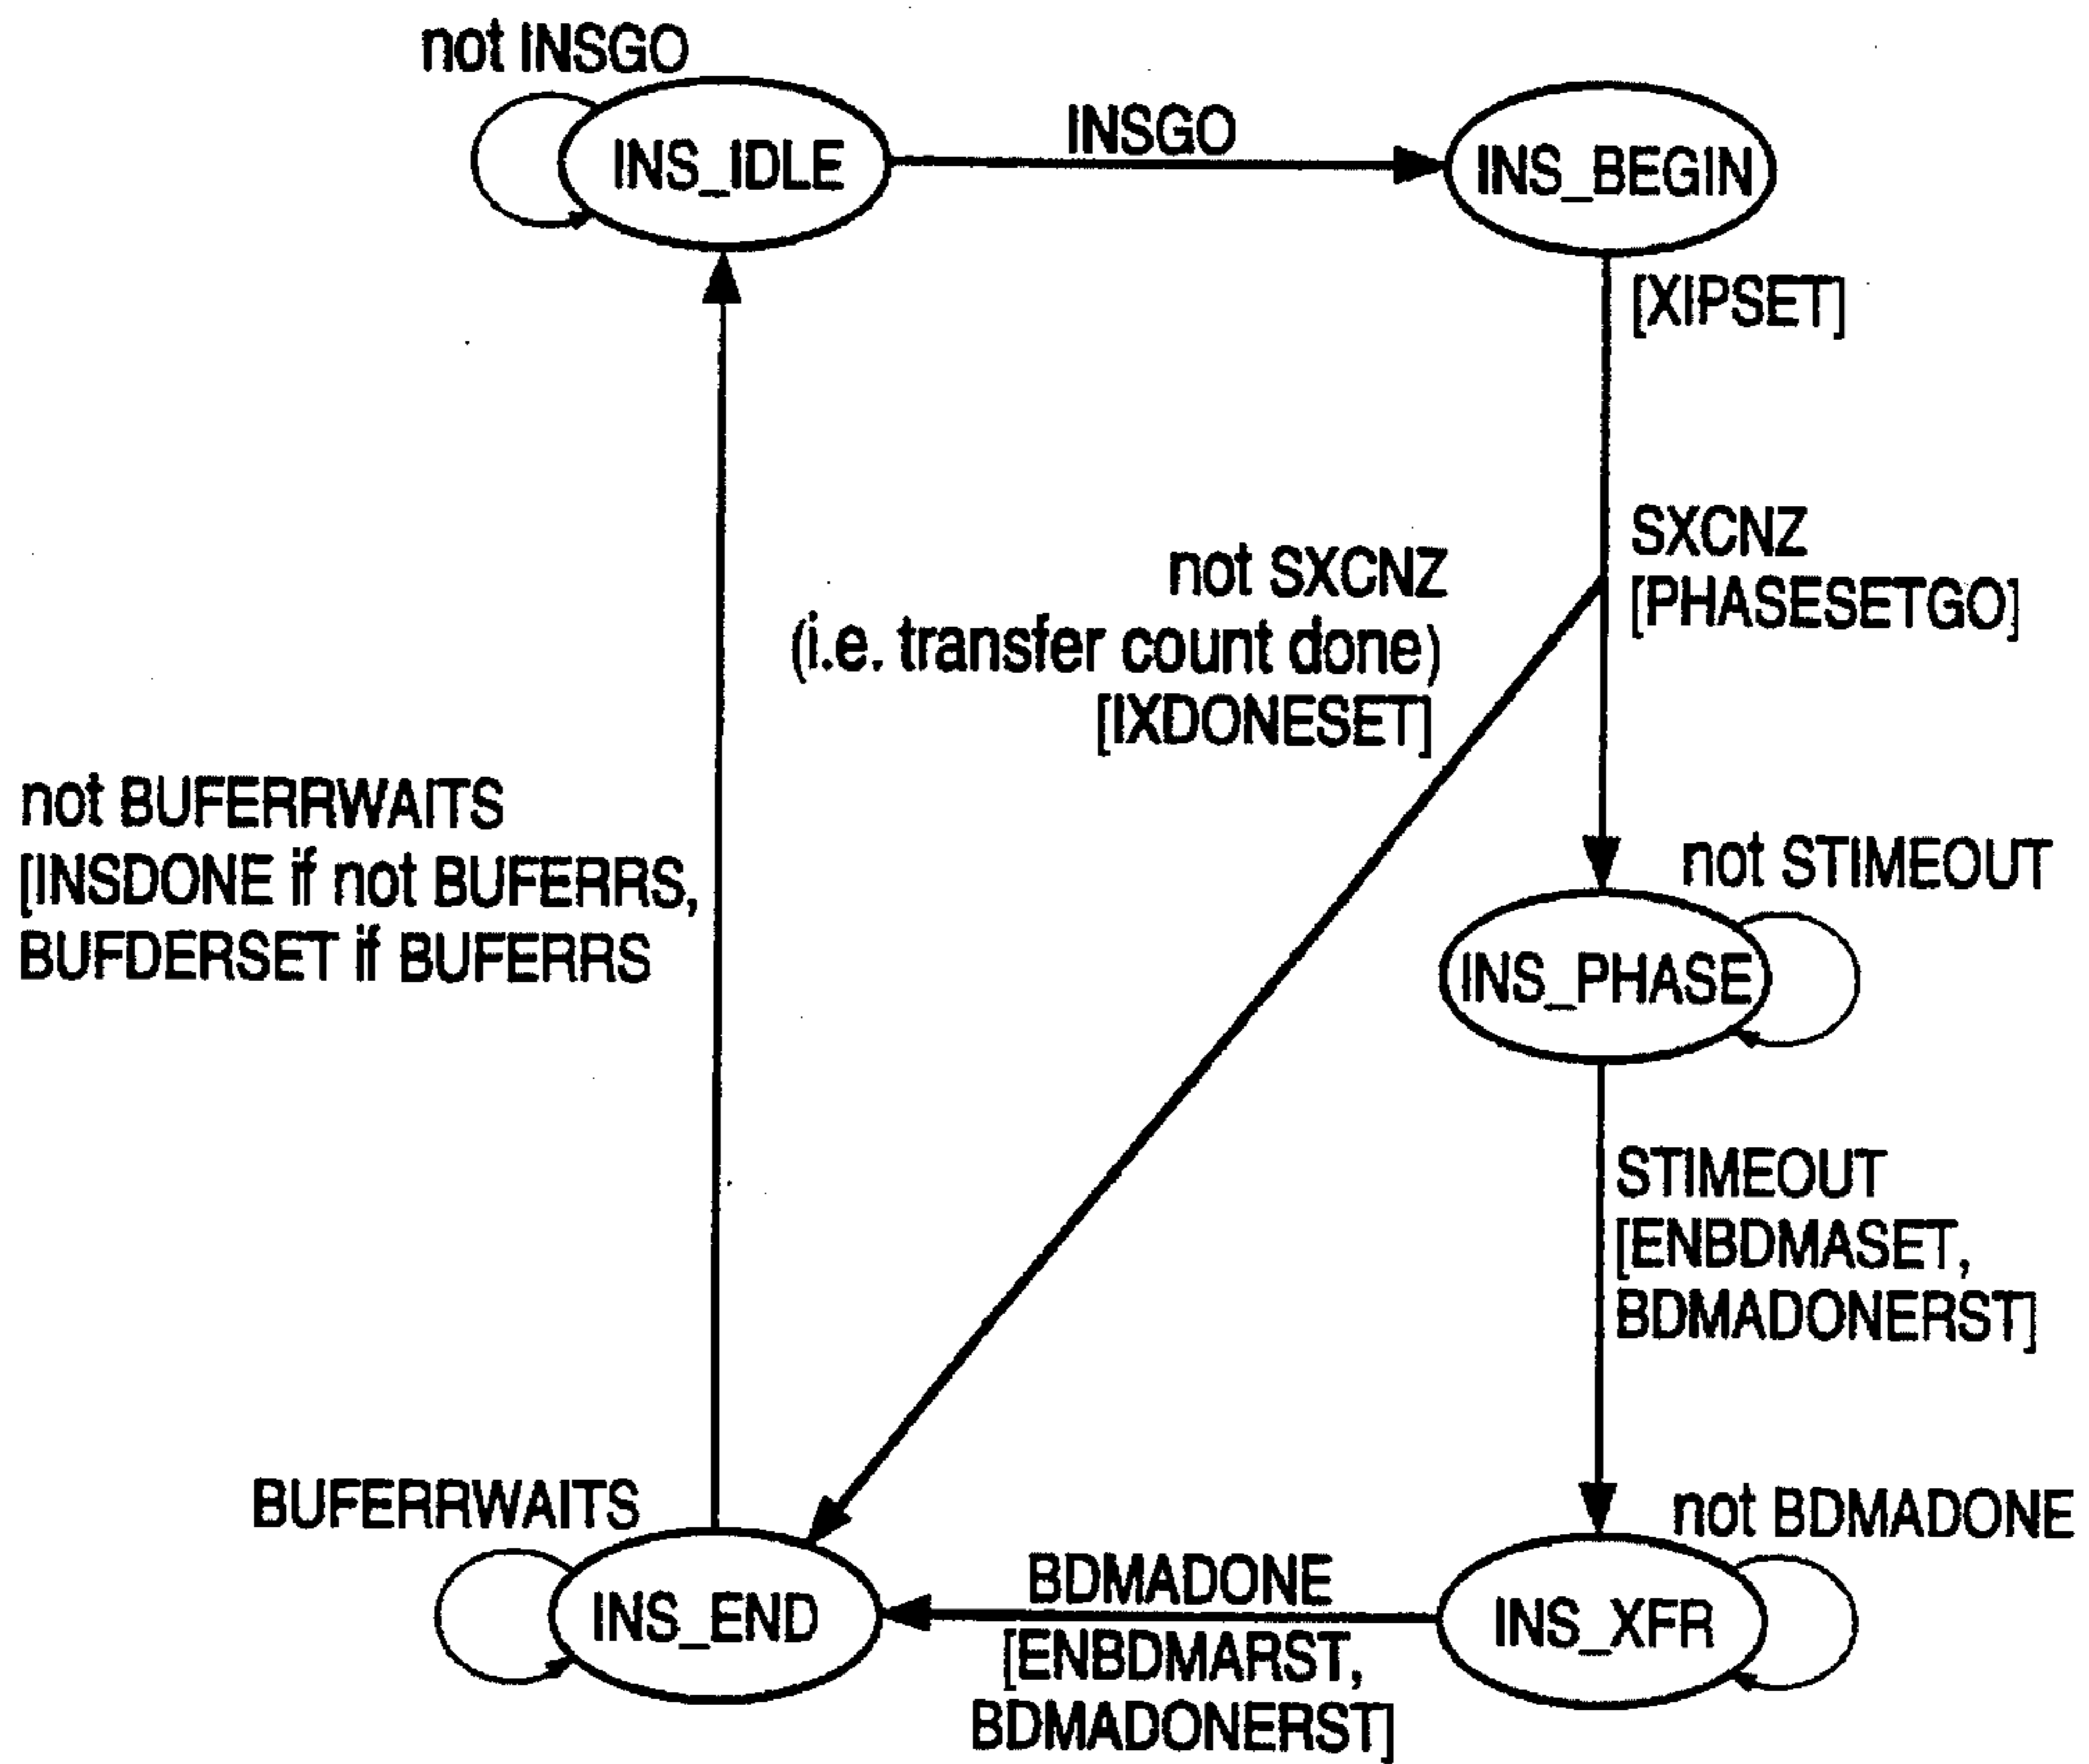 not INSGO
INS_IDLE
INSGO
INS_BEGIN
[XIPSET]
SXCNZ
[PHASESETGO]
not SXCNZ
(i.e. transfer count done)
[IXDONESET]
not BUFERRWAITS
[INSDONE if not BUFERRS,
BUFDERSET if BUFERRS
not STIMEOUT
INS_PHASE
STIMEOUT
[ENBDMASET,
BDMADONERST]
BUFERRWAITS
INS_END
BDMADONE
[ENBDMARST,
BDMADONERST]
not BDMADONE
INS_XFR